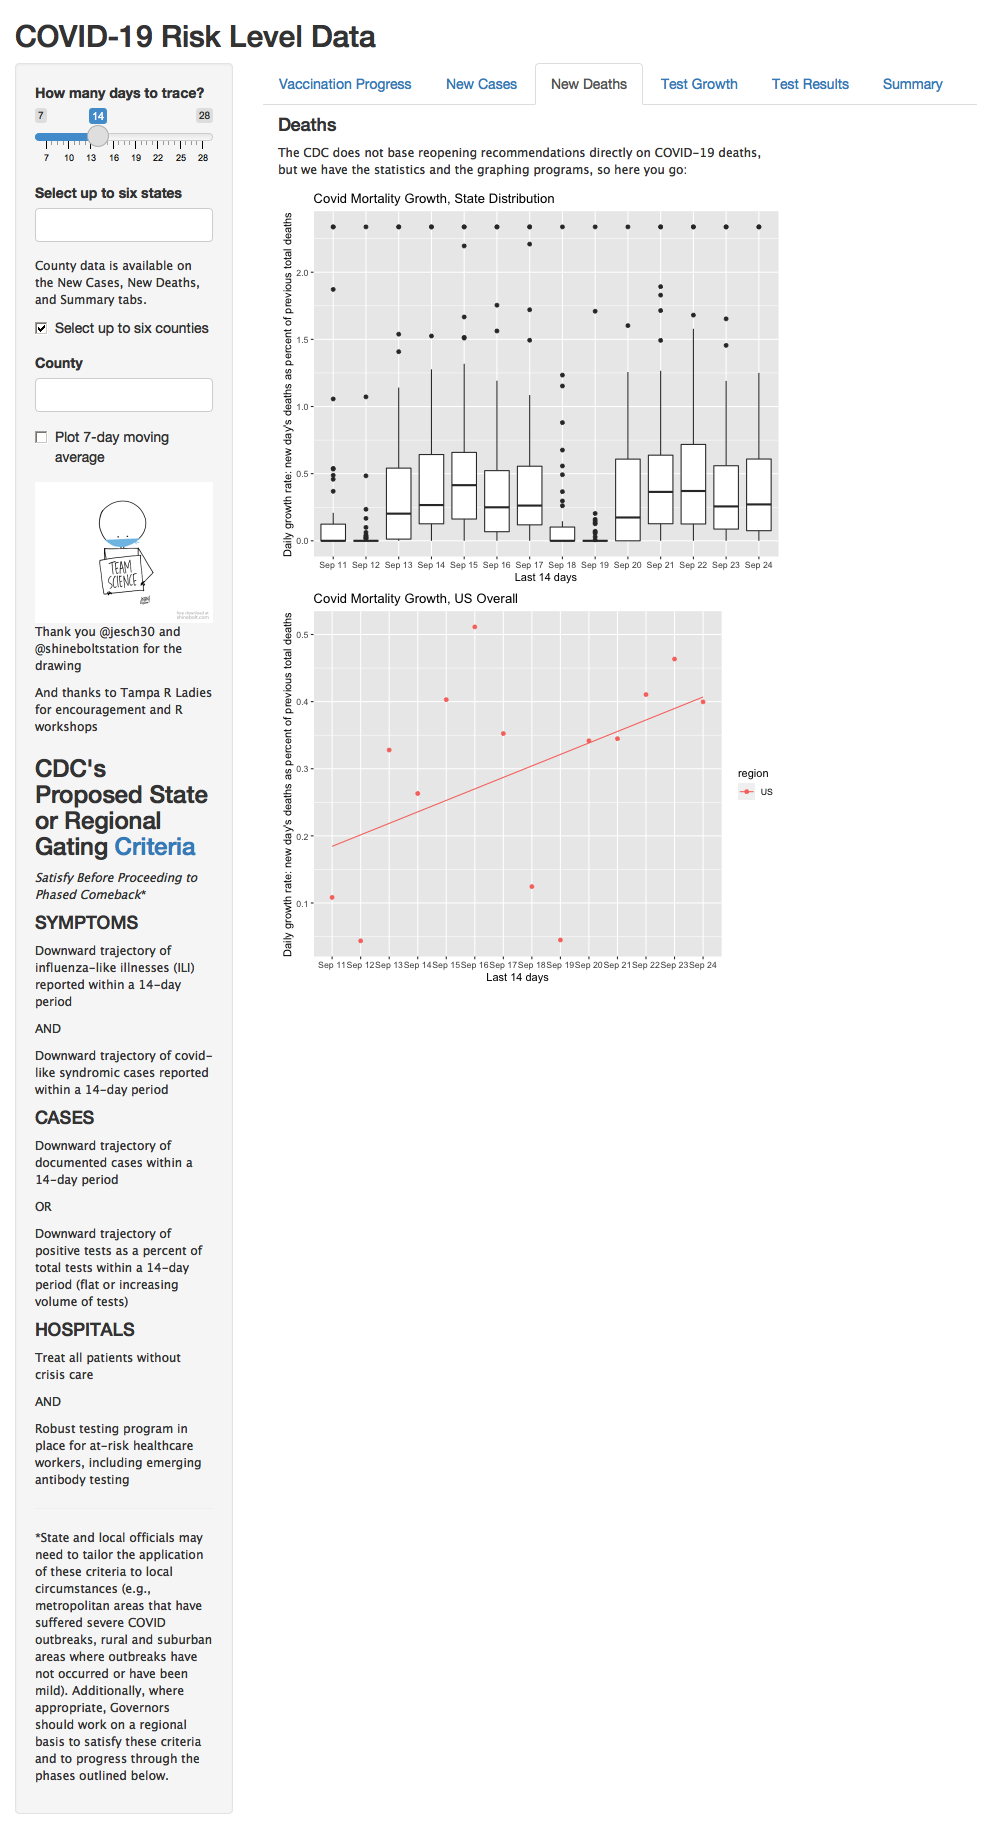 COVID-19 Risk Level Data
How many days to trace?
7 14 28
7 10 13 16 19 22 25 28
Select up to six states
County data is available on
the New Cases, New Deaths,
and Summary tabs.
Select up to six counties
County
Plot 7-day moving
average
TEAM
SCIENCE
Thank you @jesch30 and
@shineboltstation for the
drawing
And thanks to Tampa R Ladies
for encouragement and R
workshops
CDC's
Proposed State
or Regional
Gating Criteria
Satisfy Before Proceeding to
Phased Comeback*
SYMPTOMS
Downward trajectory of
influenza-like illnesses (ILI)
reported within a 14-day
period
AND
Downward trajectory of covid-
like syndromic cases reported
within a 14-day period
CASES
Downward trajectory of
documented cases within a
14-day period
OR
Downward trajectory of
positive tests as a percent of
total tests within a 14-day
period (flat or increasing
volume of tests)
HOSPITALS
Treat all patients without
crisis care
AND
Robust testing program in
place for at-risk healthcare
workers, including emerging
antibody testing
*State and local officials may
need to tailor the application
of these criteria to local
circumstances (e.g.,
metropolitan areas that have
suffered severe COVID
outbreaks, rural and suburban
areas where outbreaks have
not occurred or have been
mild). Additionally, where
appropriate, Governors
should work on a regional
basis to satisfy these criteria
and to progress through the
phases outlined below.
Vaccination Progress New Cases New Deaths Test Growth Test Results Summary
Deaths
The CDC does not base reopening recommendations directly on COVID-19 deaths,
but we have the statistics and the graphing programs, so here you go:
Covid Mortality Growth, State Distribution
Daily growth rate: new day's deaths as percent of previous total deaths
2.0
1.5
1.0
0.5
0.0
Sep 11 Sep 12 Sep 13 Sep 14 Sep 15 Sep 16 Sep 17 Sep 18 Sep 19 Sep 20 Sep 21 Sep 22 Sep 23 Sep 24
Last 14 days
Covid Mortality Growth, US Overall
Daily growth rate: new day's deaths as percent of previous total deaths
0.5
0.4
0.3
0.2
0.1
Sep 11 Sep 12 Sep 13 Sep 14 Sep 15 Sep 16 Sep 17 Sep 18 Sep 19 Sep 20 Sep 21 Sep 22 Sep 23 Sep 24
Last 14 days
region
US